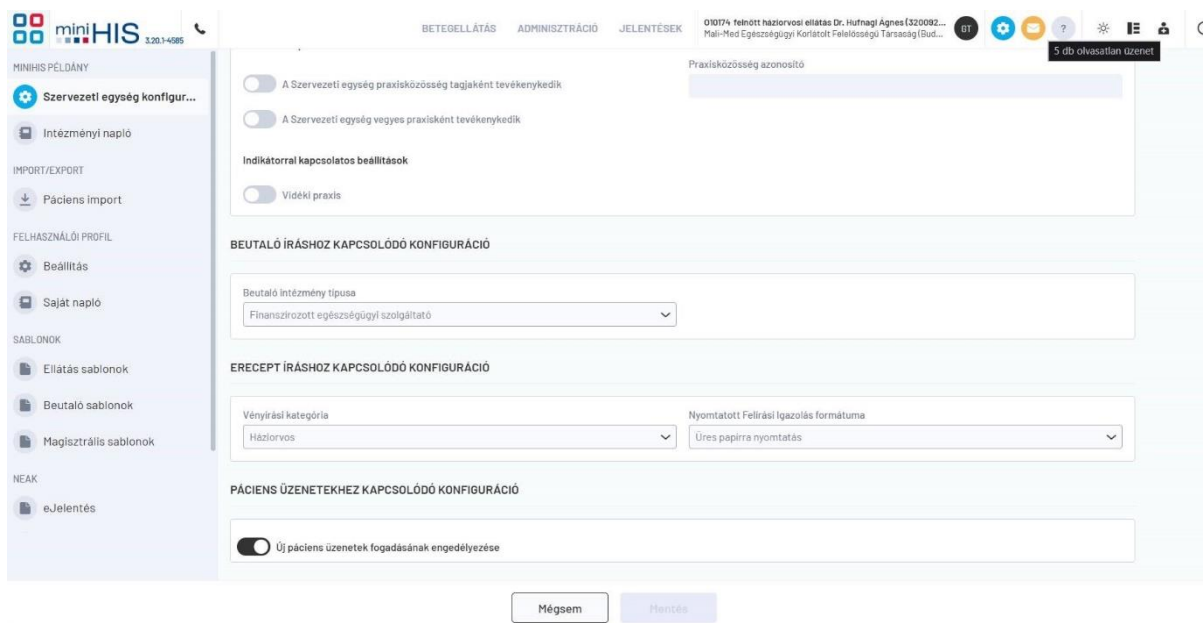 miniHIS 3.20.1-4585
BETEGELLÁTÁS ADMINISZTRÁCIÓ JELENTÉSEK
010174 felnőtt háziorvosi ellátás Dr. Hufnagl Ágnes (320092...
Mali-Med Egészségügyi Korlátolt Felelősségű Társaság (Bud...
GT
?
5 db olvasatlan üzenet
MINIHIS PÉLDÁNY
Szervezeti egység konfigur...
Intézményi napló
IMPORT/EXPORT
Páciens import
FELHASZNÁLÓI PROFIL
Beállítás
Saját napló
SABLONOK
Ellátás sablonok
Beutaló sablonok
Magisztrális sablonok
NEAK
eJelentés
Praxisközösség azonosító
A Szervezeti egység praxisközösség tagjaként tevékenykedik
A Szervezeti egység vegyes praxisként tevékenykedik
Indikátorral kapcsolatos beállítások
Vidéki praxis
BEUTALÓ ÍRÁSHOZ KAPCSOLÓDÓ KONFIGURÁCIÓ
Beutaló intézmény típusa
Finanszírozott egészségügyi szolgáltató
ERECEPT ÍRÁSHOZ KAPCSOLÓDÓ KONFIGURÁCIÓ
Vényírási kategória
Háziorvos
Nyomtatott Felírási Igazolás formátuma
Üres papírra nyomtatás
PÁCIENS ÜZENETEKHEZ KAPCSOLÓDÓ KONFIGURÁCIÓ
Új páciens üzenetek fogadásának engedélyezése
Mégsem
Mentés